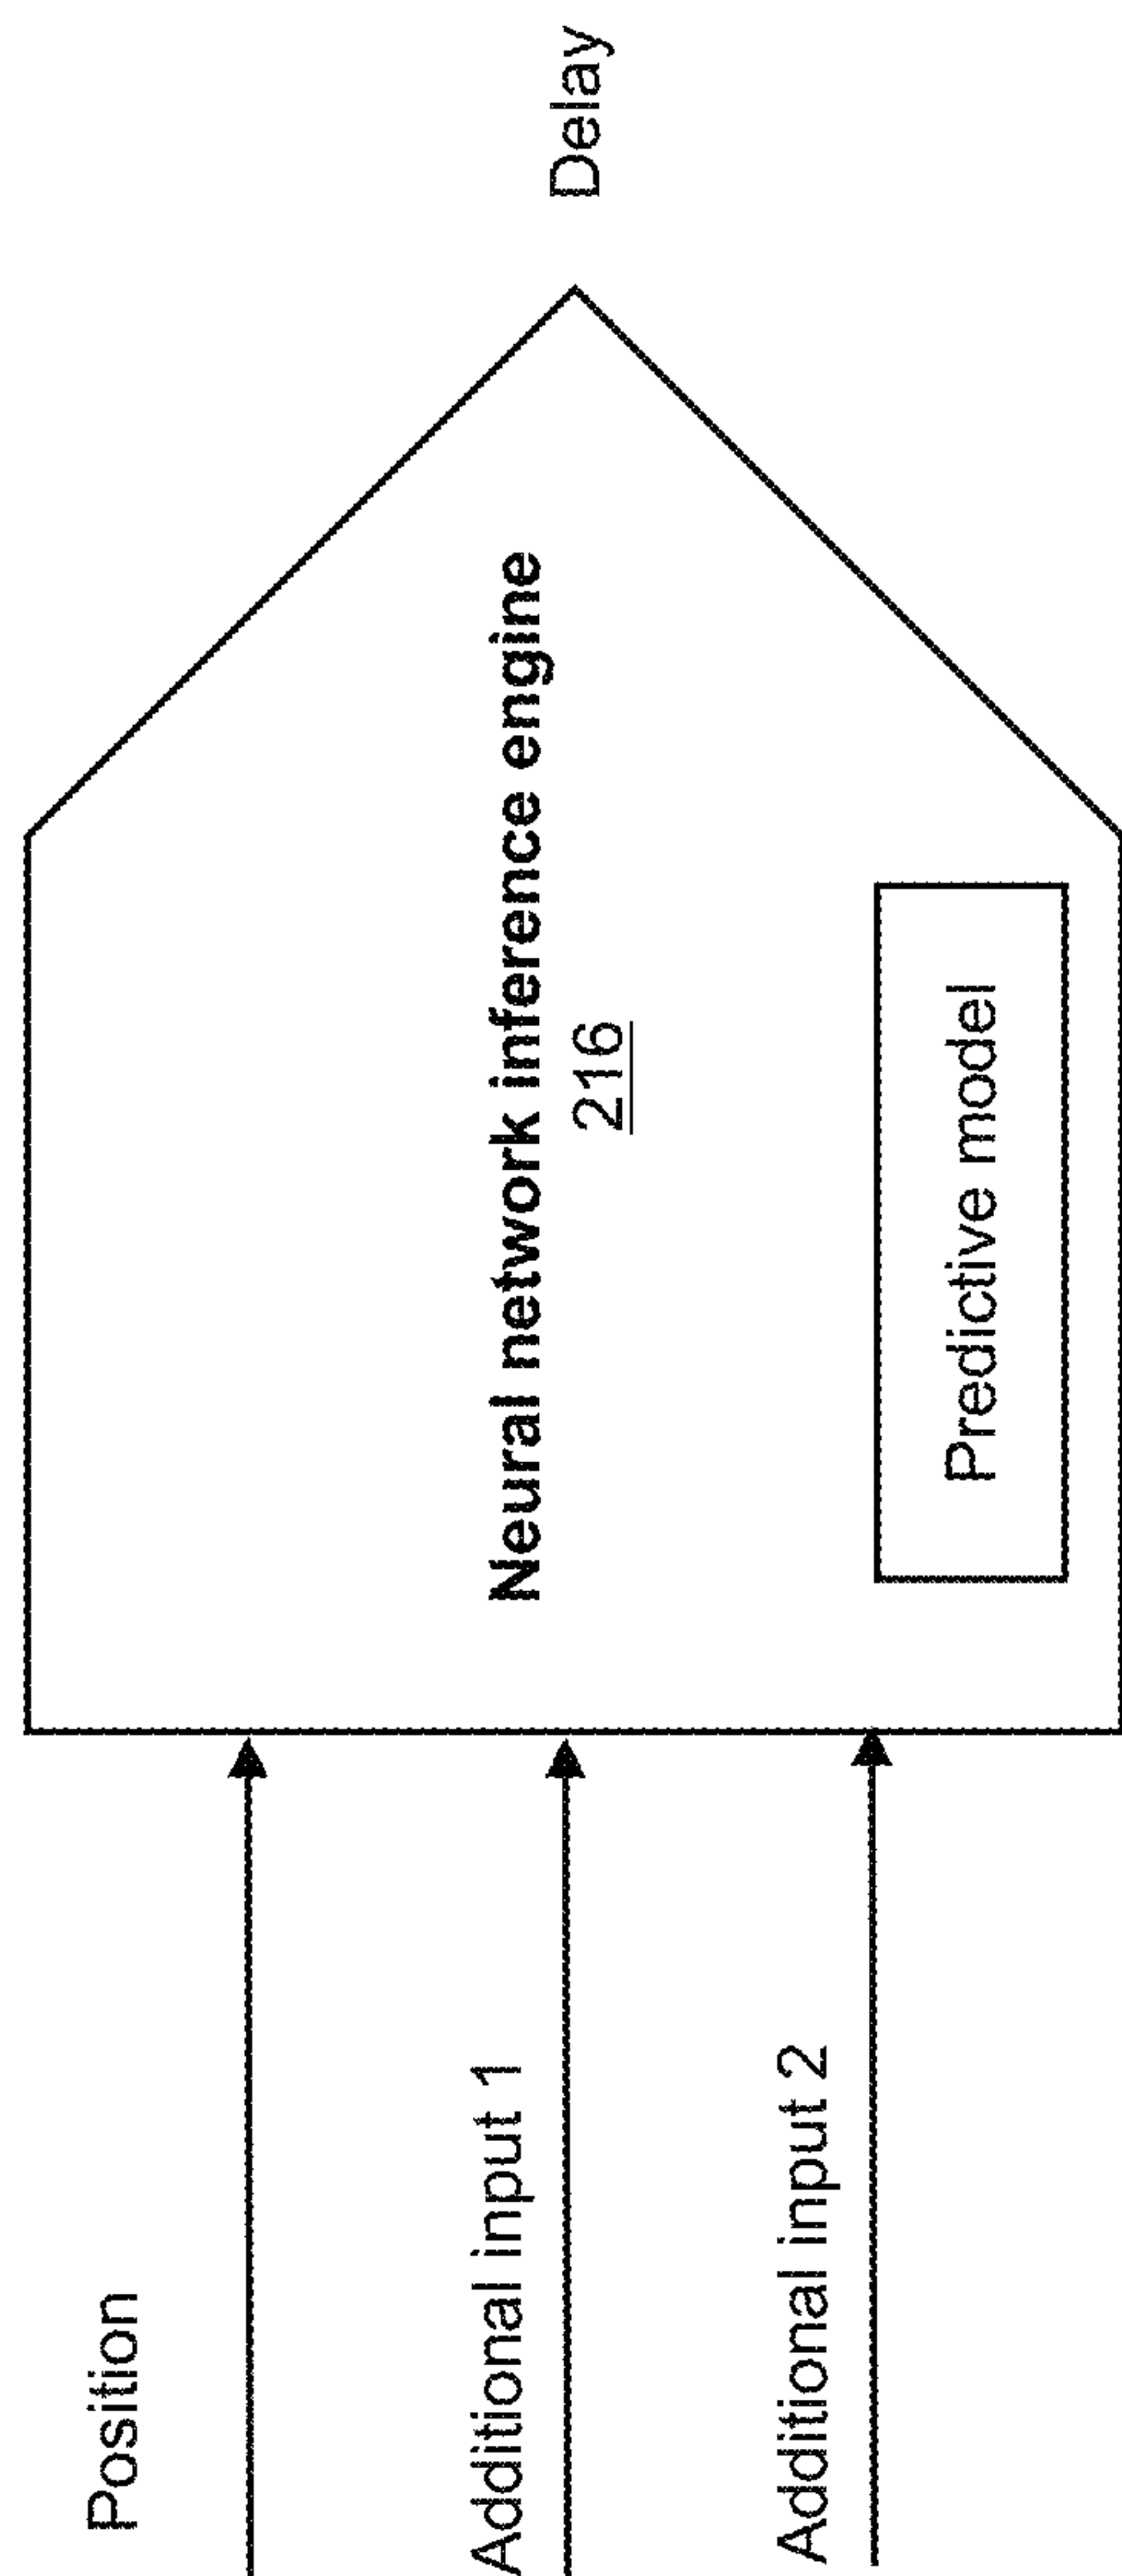 Position
Additional input 1
Additional input 2
Neural network inference engine
216
Predictive model
Delay